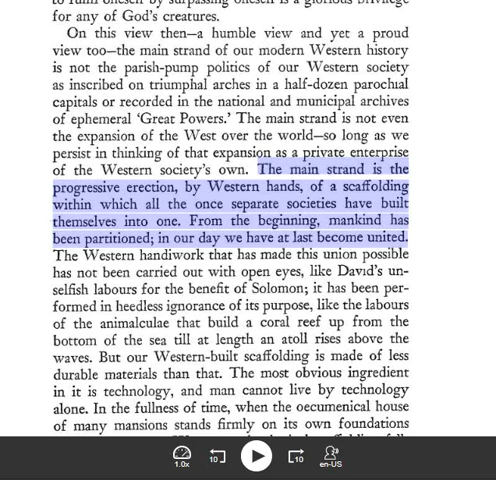 for any of God's creatures.
On this view then—a humble view and yet a proud
view too—the main strand of our modern Western history
is not the parish-pump politics of our Western society
as inscribed on triumphal arches in a half-dozen parochial
capitals or recorded in the national and municipal archives
of ephemeral 'Great Powers.' The main strand is not even
the expansion of the West over the world—so long as we
persist in thinking of that expansion as a private enterprise
of the Western society's own. The main strand is the
progressive erection, by Western hands, of a scaffolding
within which all the once separate societies have built
themselves into one. From the beginning, mankind has
been partitioned; in our day we have at last become united.
The Western handiwork that has made this union possible
has not been carried out with open eyes, like David's un-
selfish labours for the benefit of Solomon; it has been per-
formed in heedless ignorance of its purpose, like the labours
of the animalculae that build a coral reef up from the
bottom of the sea till at length an atoll rises above the
waves. But our Western-built scaffolding is made of less
durable materials than that. The most obvious ingredient
in it is technology, and man cannot live by technology
alone. In the fullness of time, when the oecumenical house
of many mansions stands firmly on its own foundations
1.0x
10
10
en-US